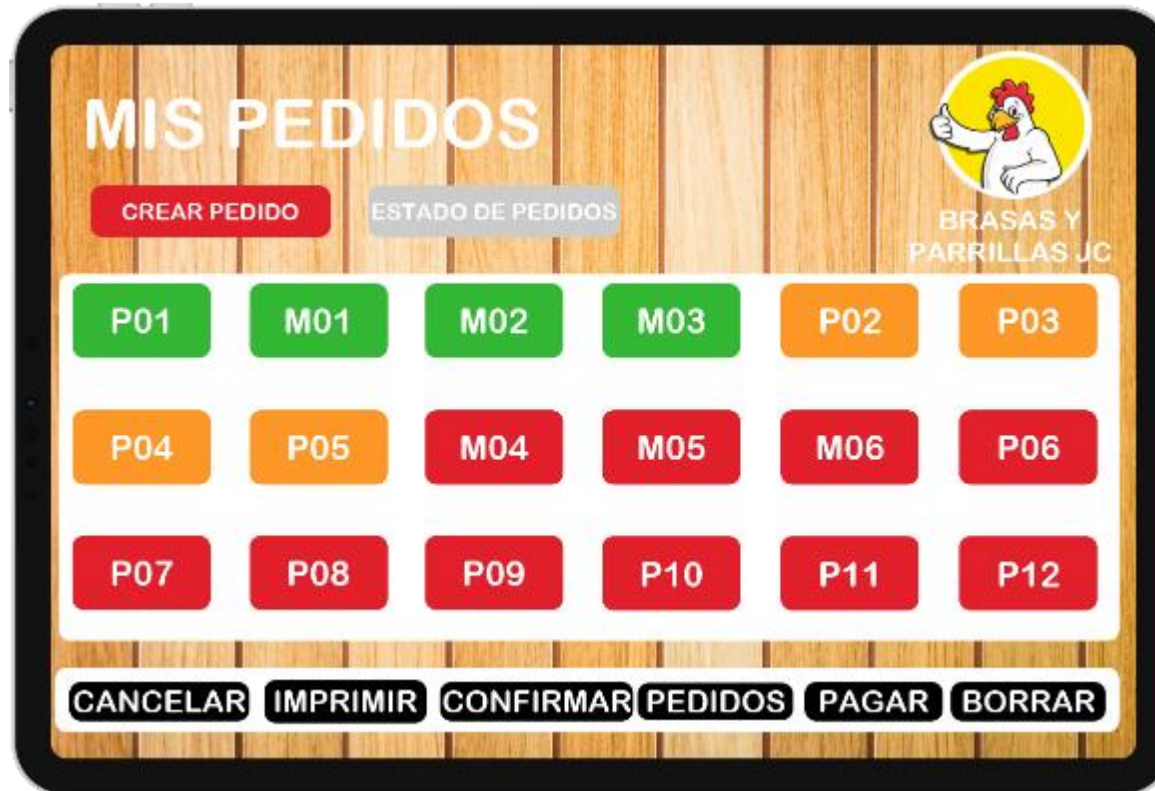 MIS PEDIDOS
CREAR PEDIDO
ESTADO DE PEDIDOS
BRASAS Y
PARRILLAS JC
P01 M01 M02 M03 P02 P03
P04 P05 M04 M05 M06 P06
P07 P08 P09 P10 P11 P12
CANCELAR IMPRIMIR CONFIRMAR PEDIDOS PAGAR BORRAR